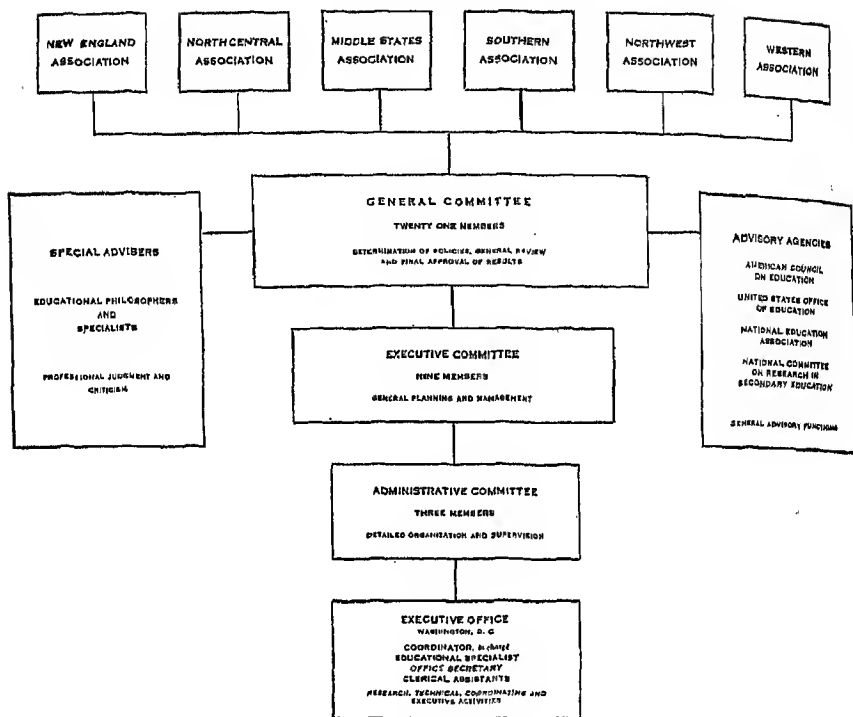 NEW ENGLAND
ASSOCIATION
NORTH CENTRAL
ASSOCIATION
MIDDLE STATES
ASSOCIATION
SOUTHERN
ASSOCIATION
NORTHWEST
ASSOCIATION
WESTERN
ASSOCIATION
GENERAL COMMITTEE
TWENTY ONE MEMBERS
DETERMINATION OF POLICIES, GENERAL REVIEW
AND FINAL APPROVAL OF RESULTS
SPECIAL ADVISERS
EDUCATIONAL PHILOSOPHERS
AND
SPECIALISTS
PROFESSIONAL JUDGMENT AND
CRITICISM
ADVISORY AGENCIES
AMERICAN COUNCIL
ON EDUCATION
UNITED STATES OFFICE
OF EDUCATION
NATIONAL EDUCATION
ASSOCIATION
NATIONAL COMMITTEE
ON RESEARCH IN
SECONDARY EDUCATION
GENERAL ADVISORY FUNCTIONS
EXECUTIVE COMMITTEE
NINE MEMBERS
GENERAL PLANNING AND MANAGEMENT
ADMINISTRATIVE COMMITTEE
THREE MEMBERS
DETAILED ORGANIZATION AND SUPERVISION
EXECUTIVE OFFICE
WASHINGTON, D. C
COORDINATOR, in charge
EDUCATIONAL SPECIALIST
OFFICE SECRETARY
CLERICAL ASSISTANTS
RESEARCH, TECHNICAL, COORDINATING AND
EXECUTIVE ACTIVITIES